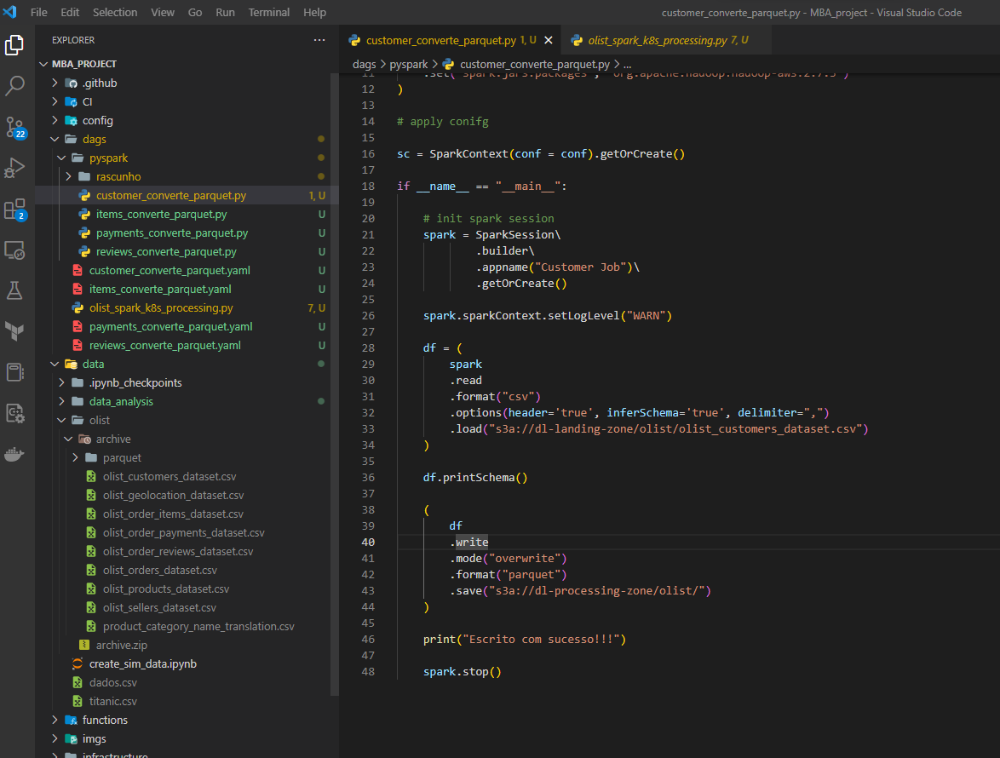 File Edit Selection View Go Run Terminal Help
customer_converte_parquet.py - MBA_project - Visual Studio Code
EXPLORER
MBA_PROJECT
.github
CI
config
dags
pyspark
rascunho
customer_converte_parquet.py 1, U
items_converte_parquet.py U
payments_converte_parquet.py U
reviews_converte_parquet.py U
customer_converte_parquet.yaml U
items_converte_parquet.yaml U
olist_spark_k8s_processing.py 7, U
payments_converte_parquet.yaml U
reviews_converte_parquet.yaml U
data
.ipynb_checkpoints
data_analysis
olist
archive
parquet
olist_customers_dataset.csv
olist_geolocation_dataset.csv
olist_order_items_dataset.csv
olist_order_payments_dataset.csv
olist_order_reviews_dataset.csv
olist_orders_dataset.csv
olist_products_dataset.csv
olist_sellers_dataset.csv
product_category_name_translation.csv
archive.zip
create_sim_data.ipynb
dados.csv
titanic.csv
functions
imgs
infrastructure
22
2
customer_converte_parquet.py 1, U
olist_spark_k8s_processing.py 7, U
dags > pyspark > customer_converte_parquet.py > ...
11 .set("spark.jars.packages", "org.apache.hadoop:hadoop-aws:2.7.3")
12 )
13
14 # apply conifg
15
16 sc = SparkContext(conf = conf).getOrCreate()
17
18 if __name__ == "__main__":
19
20 # init spark session
21 spark = SparkSession\
22 .builder\
23 .appname("Customer Job")\
24 .getOrCreate()
25
26 spark.sparkContext.setLogLevel("WARN")
27
28 df = (
29 spark
30 .read
31 .format("csv")
32 .options(header='true', inferSchema='true', delimiter=",")
33 .load("s3a://dl-landing-zone/olist/olist_customers_dataset.csv")
34 )
35
36 df.printSchema()
37
38 (
39 df
40 .write
41 .mode("overwrite")
42 .format("parquet")
43 .save("s3a://dl-processing-zone/olist/")
44 )
45
46 print("Escrito com sucesso!!!")
47
48 spark.stop()